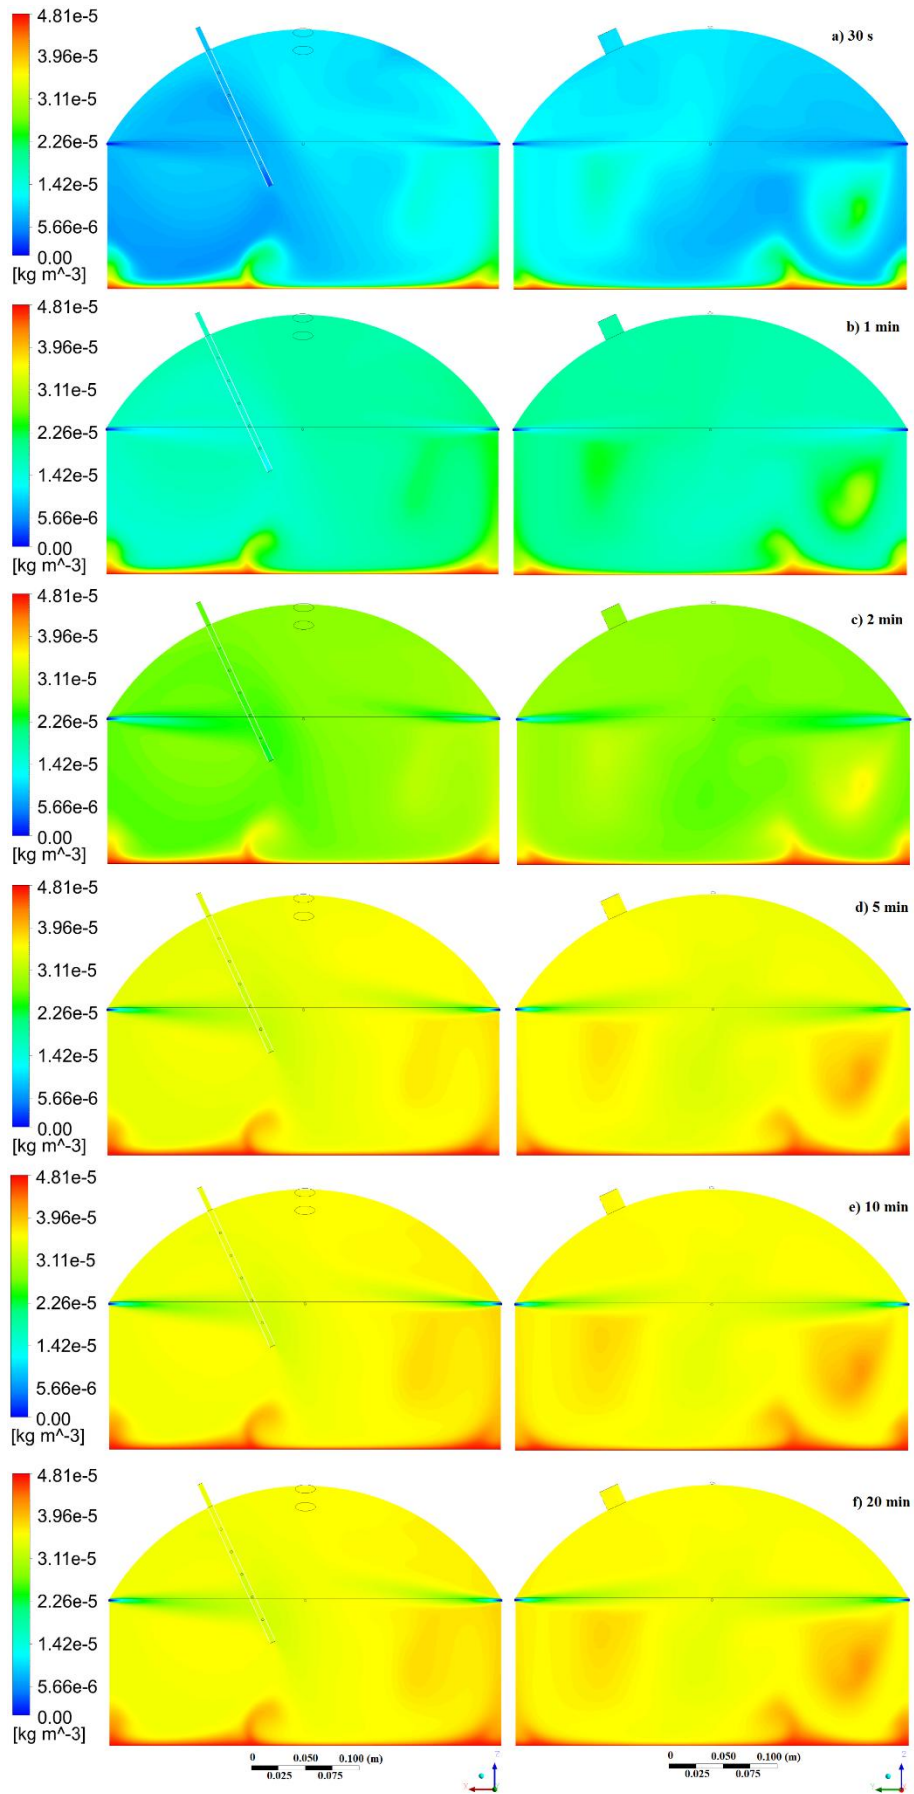 4.81e-5
a) 30 s
3.96e-5
3.11e-5
2.26e-5
1.42e-5
5.66e-6
0.00
[kg m^-3]
4.81e-5
b) 1 min
3.96e-5
3.11e-5
2.26e-5
1.42e-5
5.66e-6
0.00
[kg m^-3]
4.81e-5
c) 2 min
3.96e-5
3.11e-5
2.26e-5
1.42e-5
5.66e-6
0.00
[kg m^-3]
4.81e-5
d) 5 min
3.96e-5
3.11e-5
2.26e-5
1.42e-5
5.66e-6
0.00
[kg m^-3]
4.81e-5
e) 10 min
3.96e-5
3.11e-5
2.26e-5
1.42e-5
5.66e-6
0.00
[kg m^-3]
4.81e-5
f) 20 min
3.96e-5
3.11e-5
2.26e-5
1.42e-5
5.66e-6
0.00
[kg m^-3]
0 0.050 0.100 (m)
0.025 0.075
0 0.050 0.100 (m)
0.025 0.075